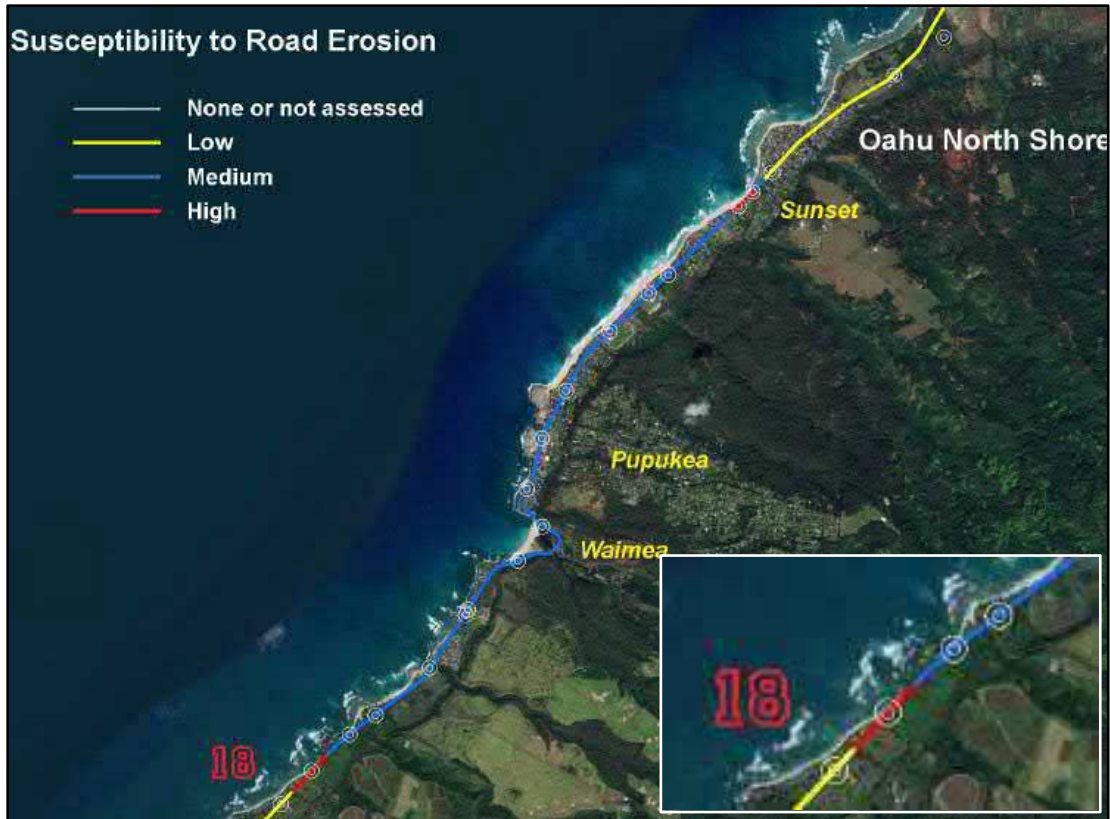 Susceptibility to Road Erosion
None or not assessed
Low
Medium
High
Oahu North Shore
Sunset
Pupukea
Waimea
18
18